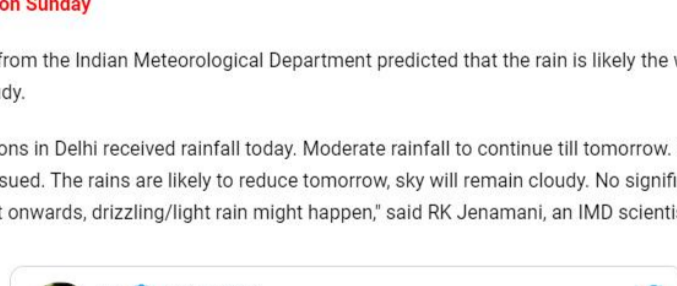 on Sunday
from the Indian Meteorological Department predicted that the rain is likely the
dy.
ons in Delhi received rainfall today. Moderate rainfall to continue till tomorrow.
sued. The rains are likely to reduce tomorrow, sky will remain cloudy. No signifi
t onwards, drizzling/light rain might happen," said RK Jenamani, an IMD scienti